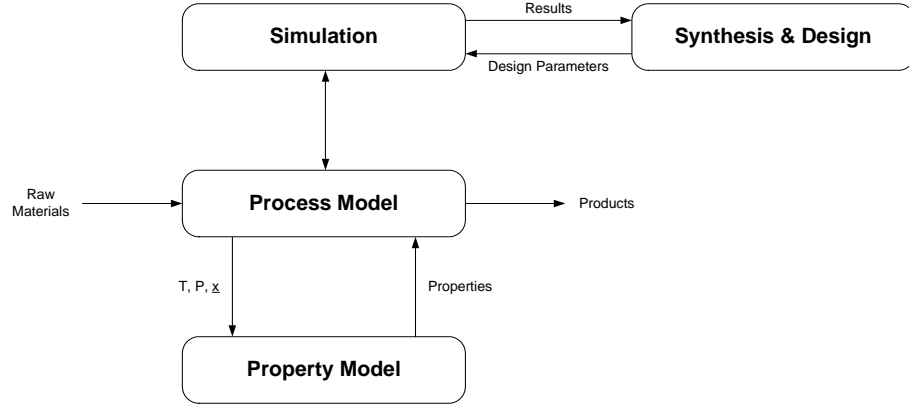 Results
Simulation
Synthesis & Design
Design Parameters
Raw
Materials
Process Model
Products
T, P, x
Properties
Property Model